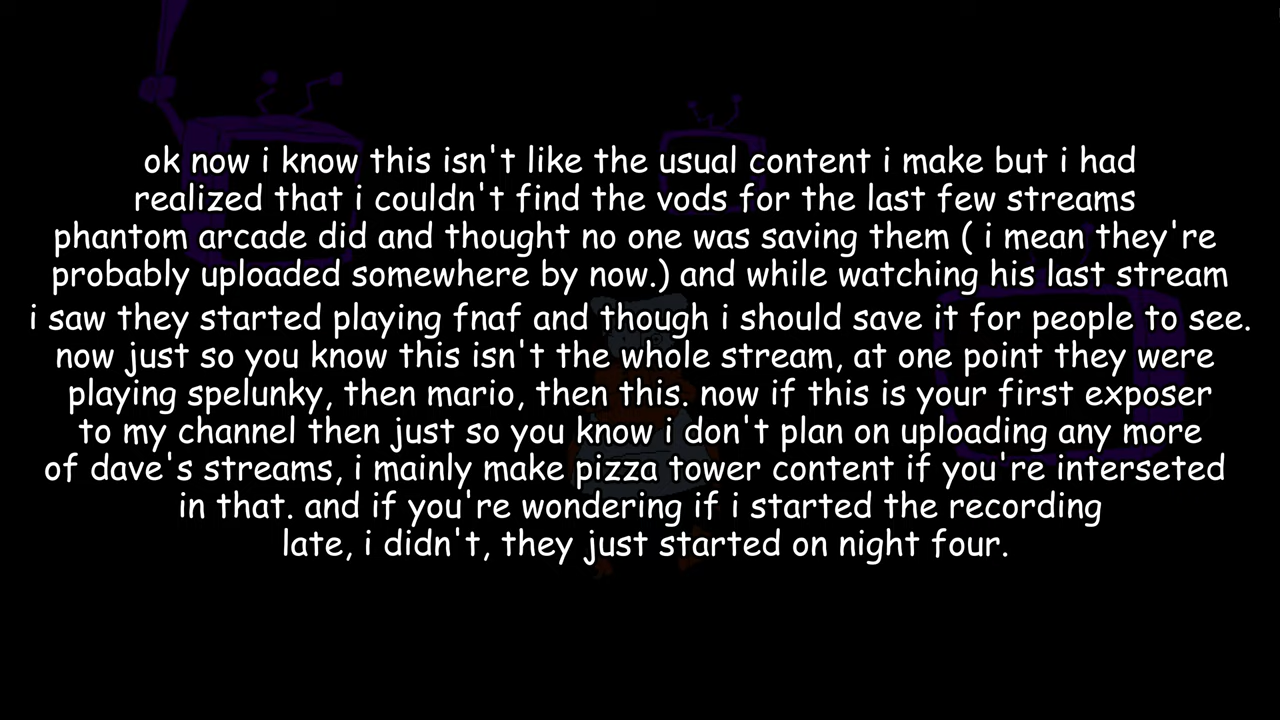 ok now i know this isn't like the usual content i make but i had
realized that i couldn't find the vods for the last few streams
phantom arcade did and thought no one was saving them ( i mean they're
probably uploaded somewhere by now.) and while watching his last stream
i saw they started playing fnaf and though i should save it for people to see.
now just so you know this isn't the whole stream, at one point they were
playing spelunky, then mario, then this. now if this is your first exposer
to my channel then just so you know i don't plan on uploading any more
of dave's streams, i mainly make pizza tower content if you're interseted
in that. and if you're wondering if i started the recording
late, i didn't, they just started on night four.